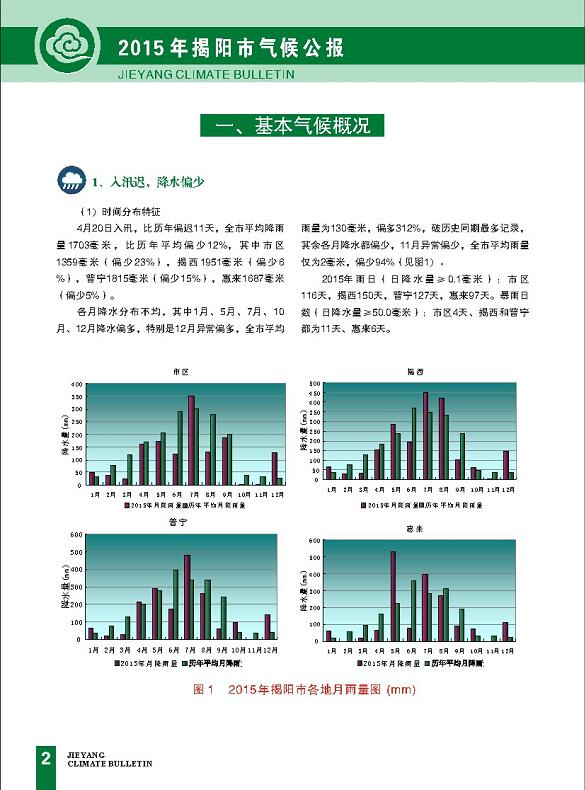 2015年揭阳市气候公报
JIEYANG CLIMATE BULLETIN
一、基本气候概况
1、入汛迟，降水偏少
（1）时间分布特征
4月20日入汛，比历年偏迟11天，全市平均降雨
量1703毫米，比历年平均偏少12%，其中市区
1359毫米（偏少23%），揭西1951毫米（偏少6
%），普宁1815毫米（偏少15%），惠来1687毫米
（偏少5%）。
各月降水分布不均，其中1月、5月、7月、10
月、12月降水偏多，特别是12月异常偏多，全市平均
雨量为130毫米，偏多312%，破历史同期最多记录，
其余各月降水都偏少，11月异常偏少，全市平均雨量
仅为2毫米，偏少94%（见图1）。
2015年雨日（日降水量≥0.1毫米）：市区
116天，揭西150天，普宁127天，惠来97天。暴雨日
数（日降水量≥50.0毫米）：市区4天、揭西和普宁
都为11天、惠来6天。
市区
400
350
300
250
200
150
100
50
0
降水量(mm)
1月 2月 3月 4月 5月 6月 7月 8月 9月 10月 11月 12月
2015年月降雨量 历年平均月降雨量
揭西
500
450
400
350
300
250
200
150
100
50
0
降水量(mm)
1月 2月 3月 4月 5月 6月 7月 8月 9月 10月 11月 12月
2015年月降雨量 历年平均月降雨量
普宁
600
500
400
300
200
100
0
降水量(mm)
1月 2月 3月 4月 5月 6月 7月 8月 9月 10月 11月 12月
2015年月降雨量 历年平均月降雨
惠来
600
500
400
300
200
100
0
降水量(mm)
1月 2月 3月 4月 5月 6月 7月 8月 9月 10月 11月 12月
2015年月降雨量 历年平均月降雨
图1 2015年揭阳市各地月雨量图 (mm)
2
JIEYANG
CLIMATE BULLETIN